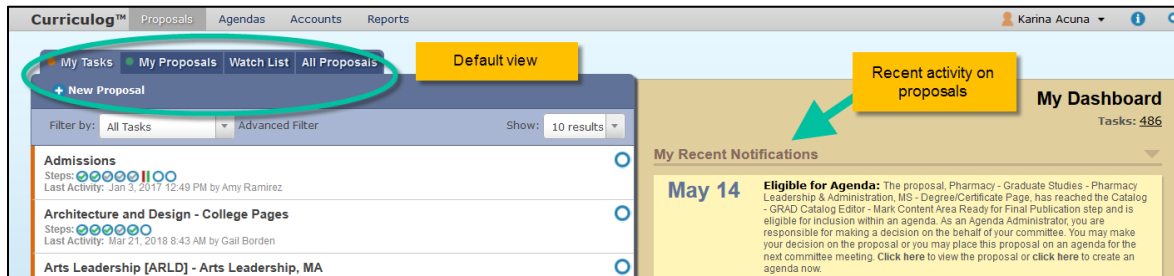 Curriculog™ Proposals Agendas Accounts Reports Karina Acuna
My Tasks My Proposals Watch List All Proposals
Default view
New Proposal
Filter by: All Tasks Advanced Filter Show: 10 results
Admissions
Steps:
Last Activity: Jan 3, 2017 12:49 PM by Amy Ramirez
Architecture and Design - College Pages
Steps:
Last Activity: Mar 21, 2018 8:43 AM by Gail Borden
Arts Leadership [ARLD] - Arts Leadership, MA
Recent activity on
proposals
My Dashboard
Tasks: 486
My Recent Notifications
May 14
Eligible for Agenda: The proposal, Pharmacy - Graduate Studies - Pharmacy
Leadership & Administration, MS - Degree/Certificate Page, has reached the Catalog
- GRAD Catalog Editor - Mark Content Area Ready for Final Publication step and is
eligible for inclusion within an agenda. As an Agenda Administrator, you are
responsible for making a decision on the behalf of your committee. You may make
your decision on the proposal or you may place this proposal on an agenda for the
next committee meeting. Click here to view the proposal or click here to create an
agenda now.